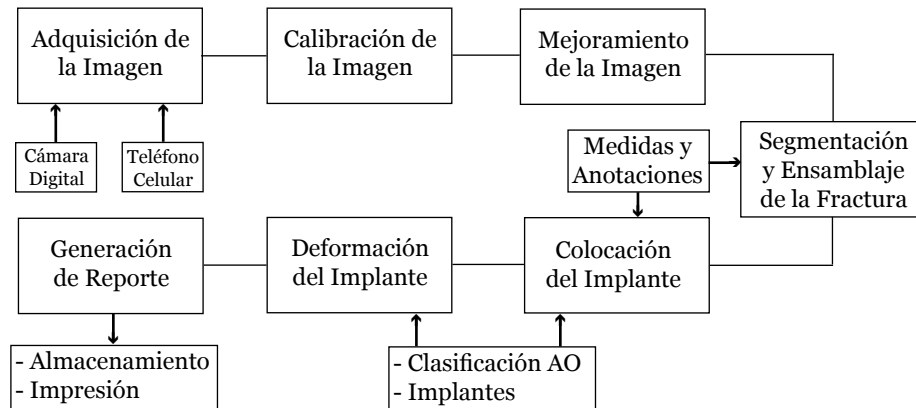 Adquisición de
la Imagen
Calibración de
la Imagen
Mejoramiento
de la Imagen
Cámara
Digital
Teléfono
Celular
Medidas y
Anotaciones
Segmentación
y Ensamblaje
de la Fractura
Generación
de Reporte
Deformación
del Implante
Colocación
del Implante
- Almacenamiento
- Impresión
- Clasificación AO
- Implantes